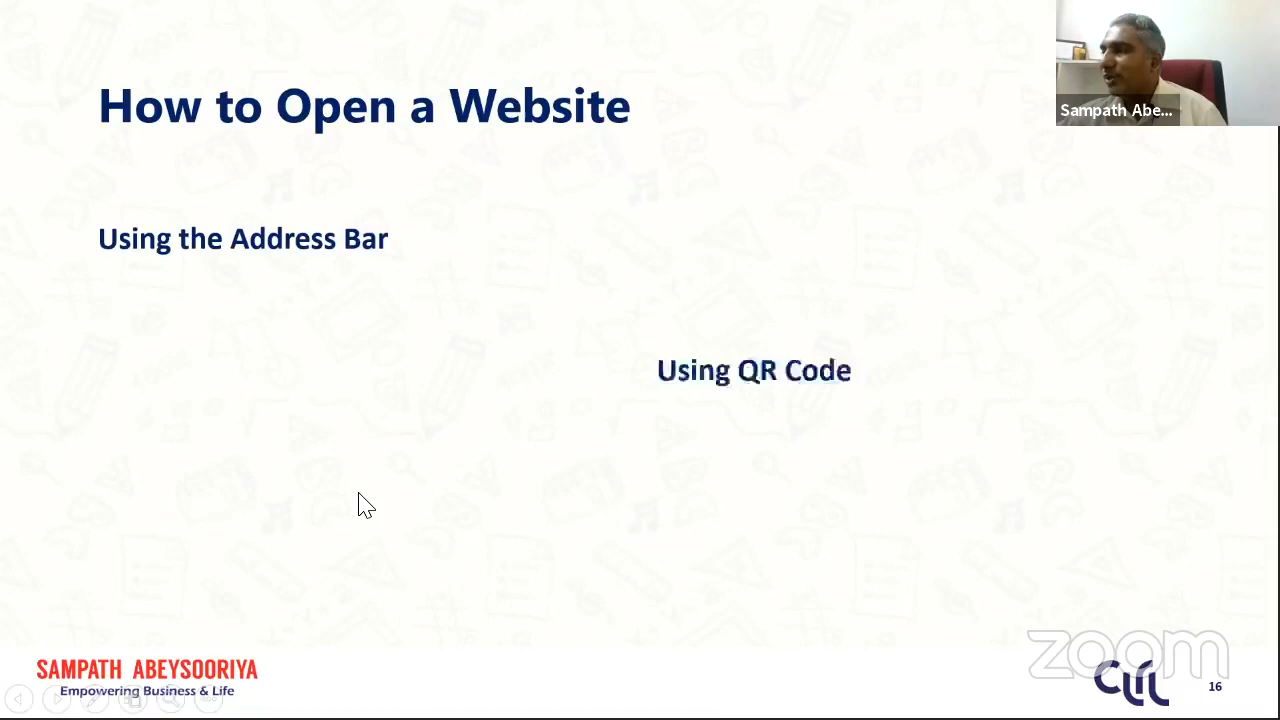 How to Open a Website
Sampath Abe...
Using the Address Bar
Using QR Code
zoom
SAMPATH ABEYSOORIYA
Empowering Business & Life
16